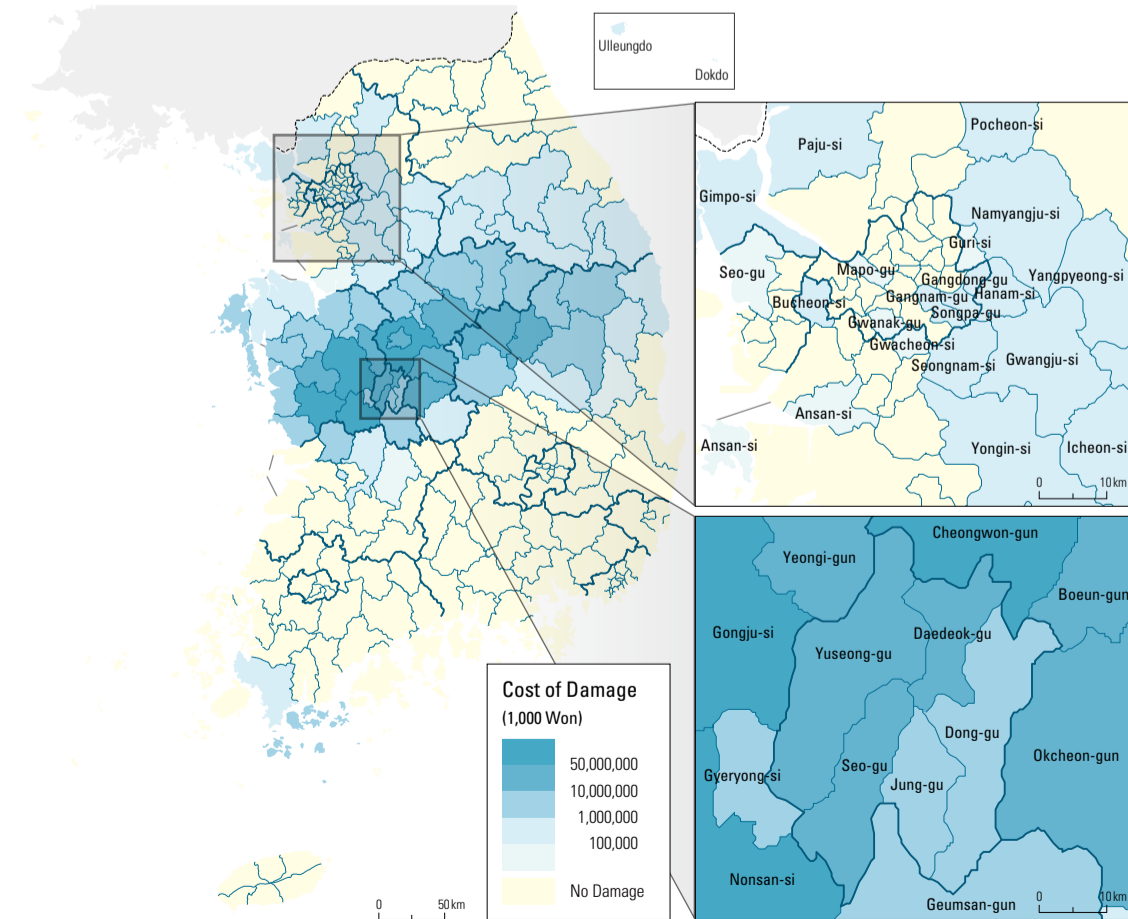 Ulleungdo
Dokdo
Pocheon-si
Paju-si
Gimpo-si
Namyangju-si
Guri-si
Seo-gu
Mapo-gu
Gangdong-gu
Yangpyeong-si
Bucheon-si
Gangnam-gu
Hanam-si
Songpa-gu
Gwanak-gu
Gwacheon-si
Seongnam-si
Gwangju-si
Ansan-si
Ansan-si
Yongin-si
Icheon-si
0 10 km
Cheongwon-gun
Yeongi-gun
Boeun-gun
Gongju-si
Daedeok-gu
Yuseong-gu
Dong-gu
Okcheon-gun
Seo-gu
Gyeryong-si
Jung-gu
Nonsan-si
Geumsan-gun
0 10 km
Cost of Damage
(1,000 Won)
50,000,000
10,000,000
1,000,000
100,000
No Damage
0 50 km